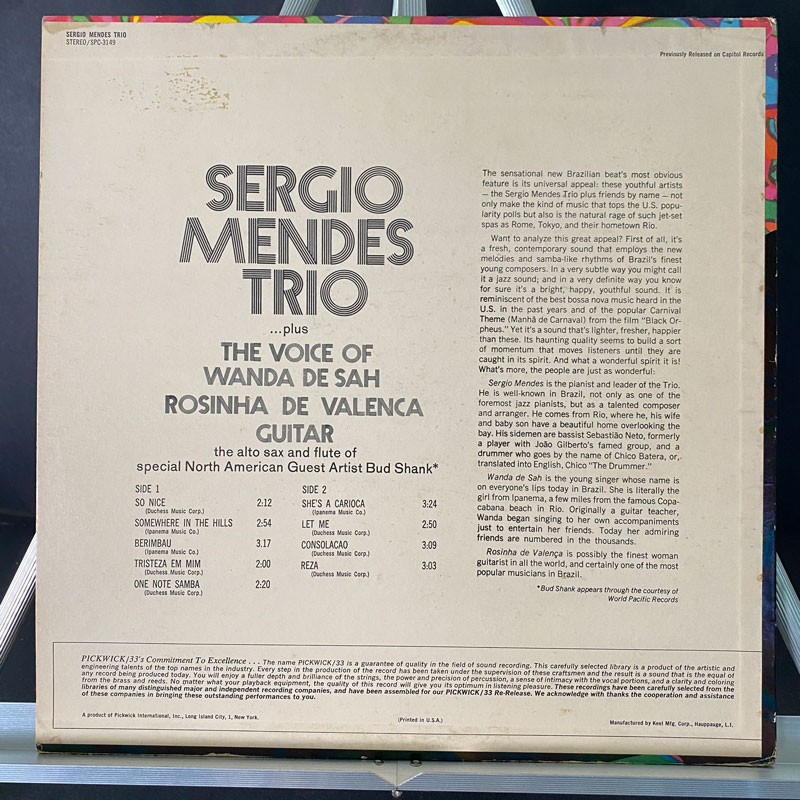 SERGIO MENDES TRIO
STEREO/SPC-3149
Previously Released on Capitol Records
SERGIO
MENDES
TRIO
...plus
THE VOICE OF
WANDA DE SAH
ROSINHA DE VALENCA
GUITAR
the alto sax and flute of
special North American Guest Artist Bud Shank*
SIDE 1
SO NICE 2:12
(Duchess Music Corp.)
SOMEWHERE IN THE HILLS 2:54
(Ipanema Music Co.)
BERIMBAU 3.17
(Ipanema Music Co.)
TRISTEZA EM MIM 2:00
(Duchess Music Corp.)
ONE NOTE SAMBA 2:20
(Duchess Music Corp.)
SIDE 2
SHE'S A CARIOCA 3:24
(Ipanema Music Co.)
LET ME 2:50
(Duchess Music Corp.)
CONSOLACAO 3:09
(Duchess Music Corp.)
REZA 3:03
(Duchess Music Corp.)
The sensational new Brazilian beat's most obvious
feature is its universal appeal: these youthful artists
— the Sergio Mendes Trio plus friends by name — not
only make the kind of music that tops the U.S. popu-
larity polls but also is the natural rage of such jet-set
spas as Rome, Tokyo, and their hometown Rio.
Want to analyze this great appeal? First of all, it's
a fresh, contemporary sound that employs the new
melodies and samba-like rhythms of Brazil's finest
young composers. In a very subtle way you might call
it a jazz sound; and in a very definite way you know
for sure it's a bright, happy, youthful sound. It is
reminiscent of the best bossa nova music heard in the
U.S. in the past years and of the popular Carnival
Theme (Manhã de Carnaval) from the film "Black Or-
pheus." Yet it's a sound that's lighter, fresher, happier
than these. Its haunting quality seems to build a sort
of momentum that moves listeners until they are
caught in its spirit. And what a wonderful spirit it is!
What's more, the people are just as wonderful:
Sergio Mendes is the pianist and leader of the Trio.
He is well-known in Brazil, not only as one of the
foremost jazz pianists, but as a talented composer
and arranger. He comes from Rio, where he, his wife
and baby son have a beautiful home overlooking the
bay. His sidemen are bassist Sebastião Neto, formerly
a player with João Gilberto's famed group, and a
drummer who goes by the name of Chico Batera, or,
translated into English, Chico "The Drummer."
Wanda de Sah is the young singer whose name is
on everyone's lips today in Brazil. She is literally the
girl from Ipanema, a few miles from the famous Copa-
cabana beach in Rio. Originally a guitar teacher,
Wanda began singing to her own accompaniments
just to entertain her friends. Today her admiring
friends are numbered in the thousands.
Rosinha de Valença is possibly the finest woman
guitarist in all the world, and certainly one of the most
popular musicians in Brazil.
*Bud Shank appears through the courtesy of
World Pacific Records
PICKWICK/33's Commitment To Excellence . . . The name PICKWICK/33 is a guarantee of quality in the field of sound recording. This carefully selected library is a product of the artistic and
engineering talents of the top names in the industry. Every step in the production of the record has been taken under the supervision of these craftsmen and the result is a sound that is the equal of
any record being produced today. You will enjoy a fuller depth and brilliance of the strings, the power and precision of percussion, a sense of intimacy with the vocal portions, and a clarity and coloring
from the brass and reeds. No matter what your playback equipment, the quality of this record will give you its optimum in listening pleasure. These recordings have been carefully selected from the
libraries of many distinguished major and independent recording companies, and have been assembled for our PICKWICK/33 Re-Release. We acknowledge with thanks the cooperation and assistance
of these companies in bringing these outstanding performances to you.
A product of Pickwick International, Inc., Long Island City, 1, New York.
(Printed in U.S.A.)
Manufactured by Keel Mfg. Corp., Hauppauge, L.I.